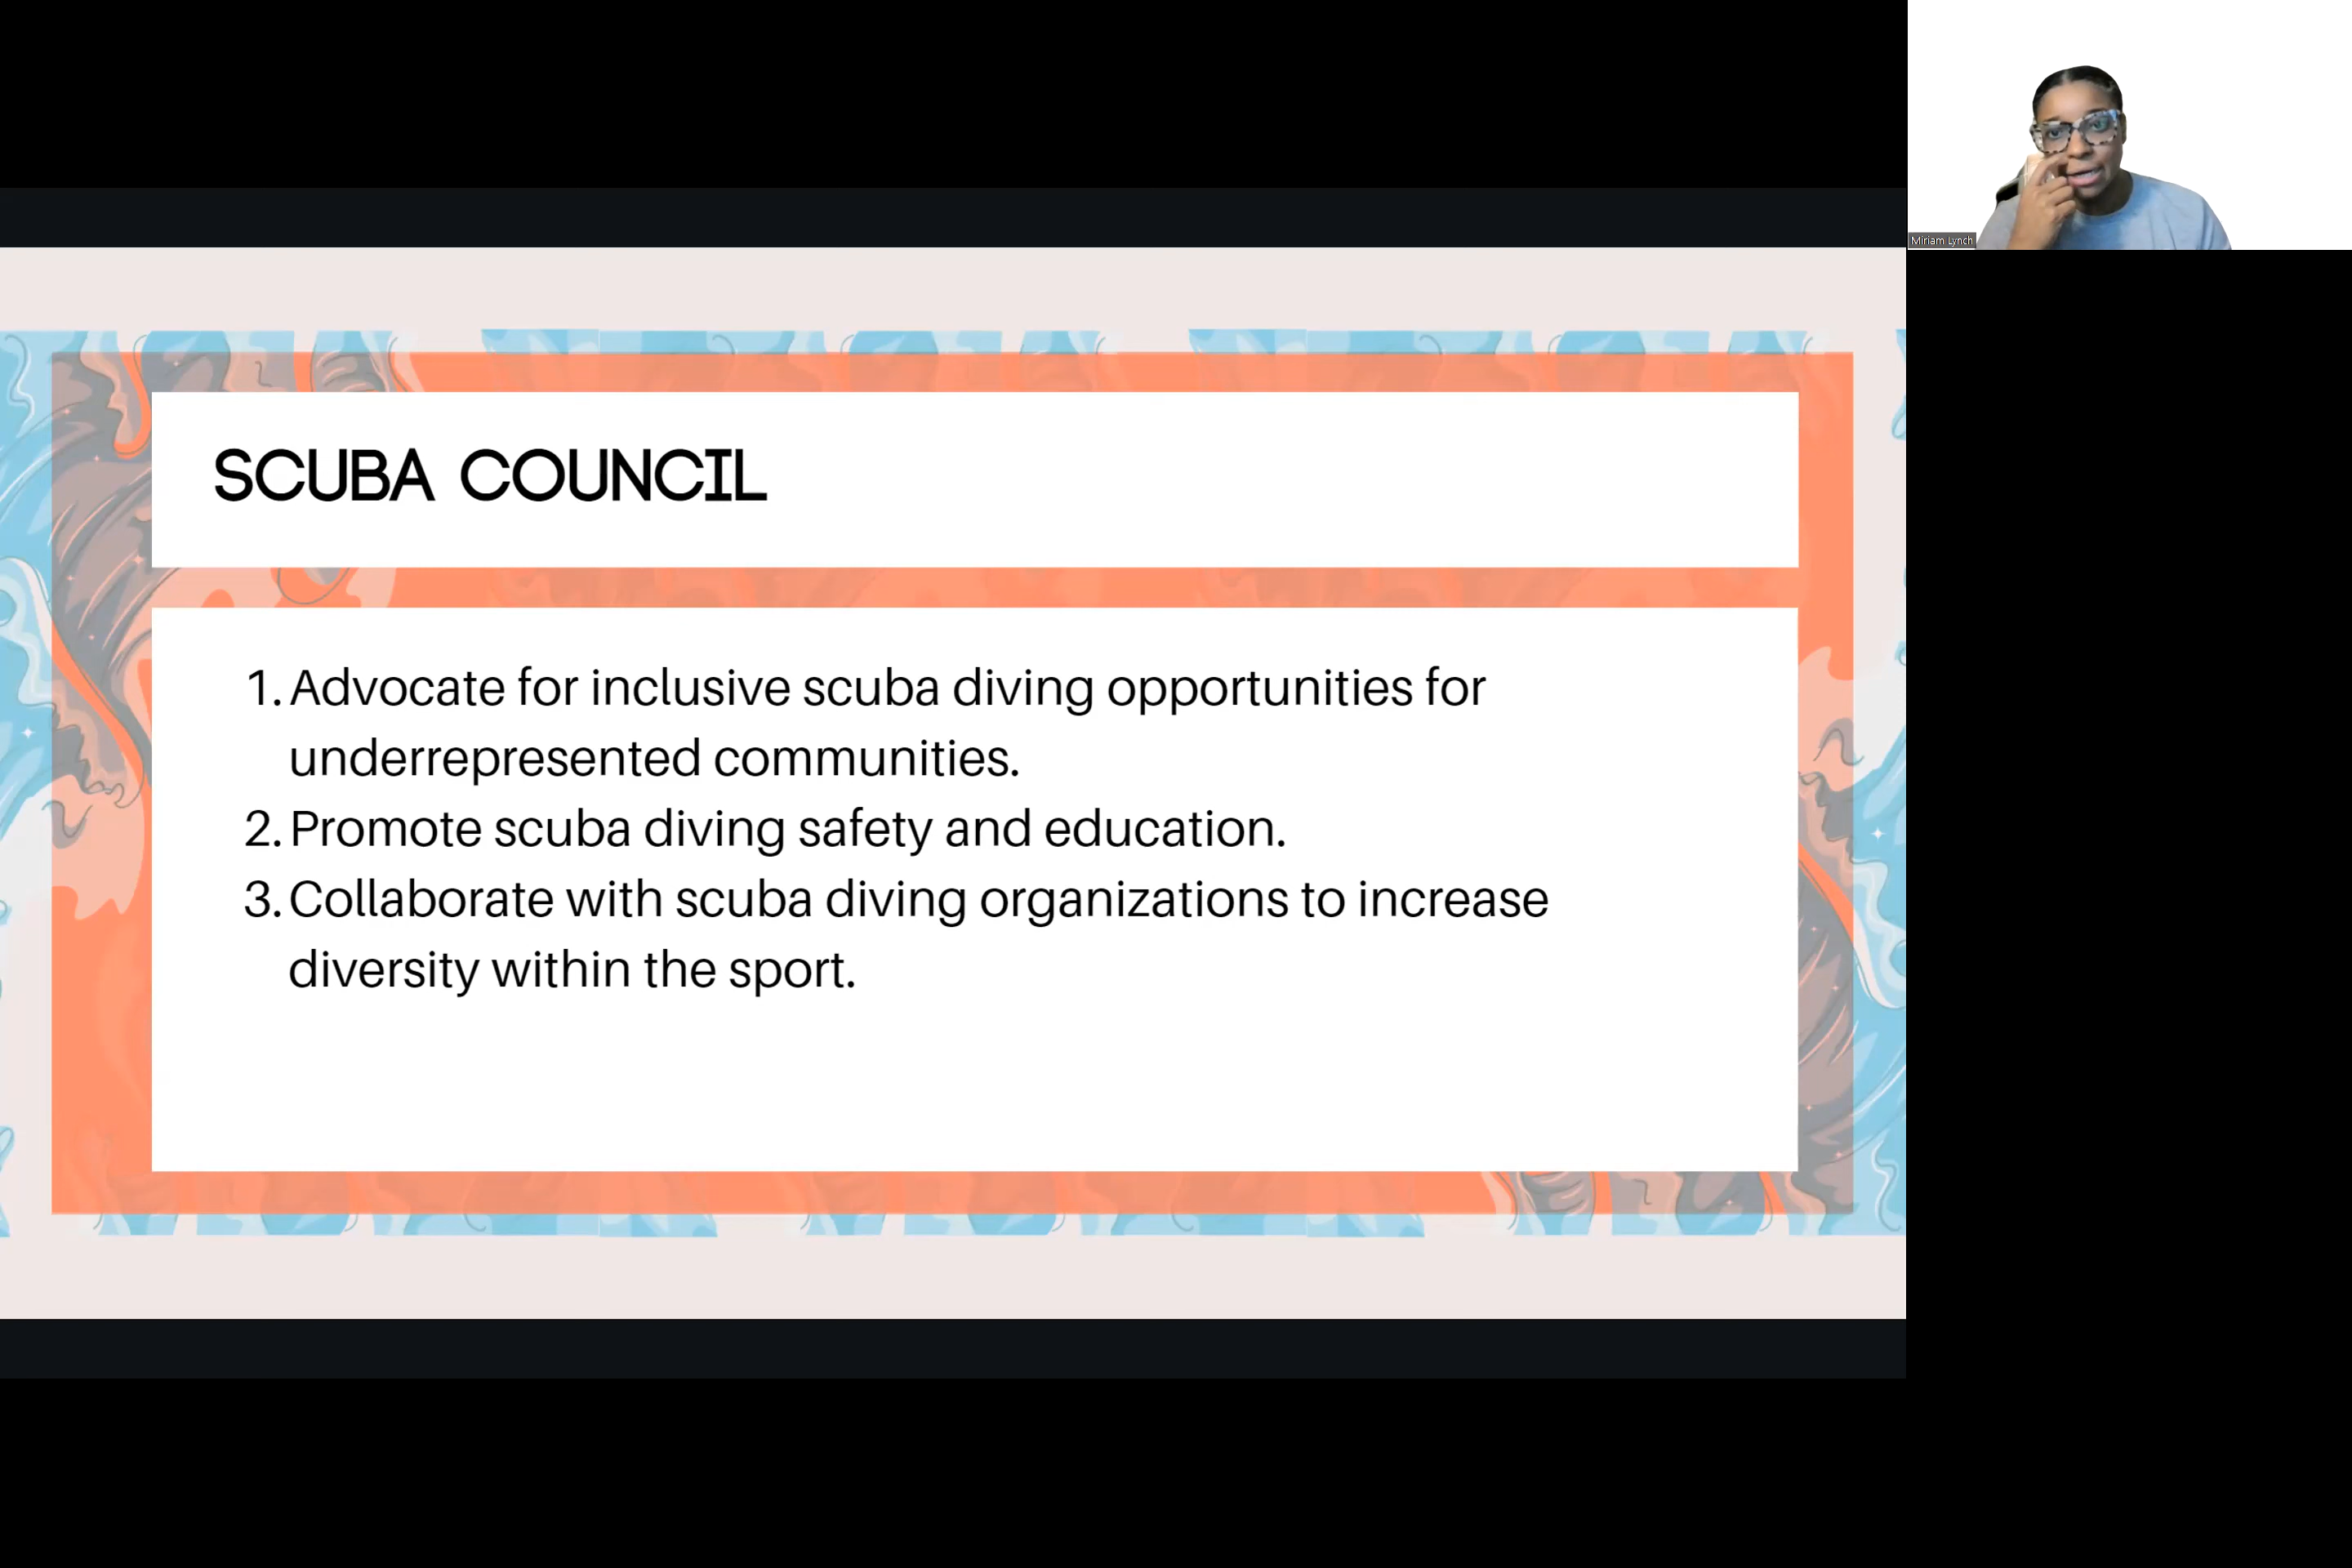 SCUBA COUNCIL
1. Advocate for inclusive scuba diving opportunities for
underrepresented communities.
2. Promote scuba diving safety and education.
3. Collaborate with scuba diving organizations to increase
diversity within the sport.
Miriam Lynch